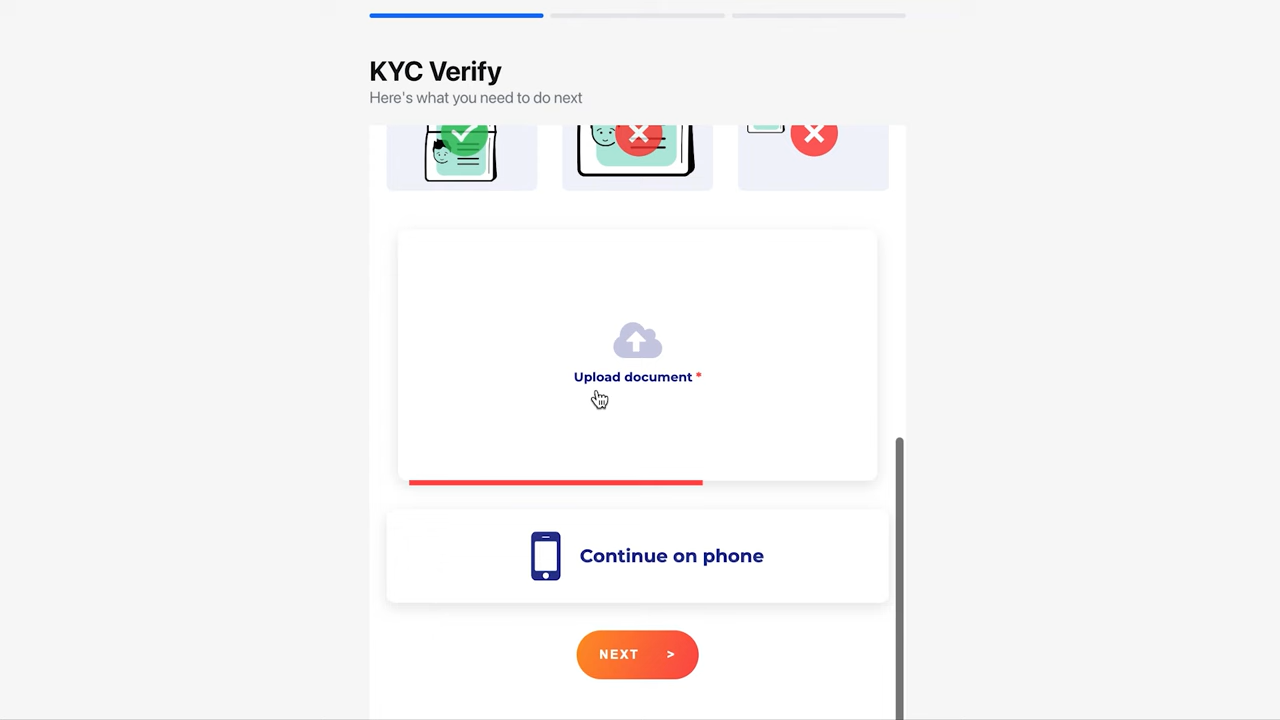 KYC Verify
Here's what you need to do next
Upload document *
Continue on phone
NEXT >